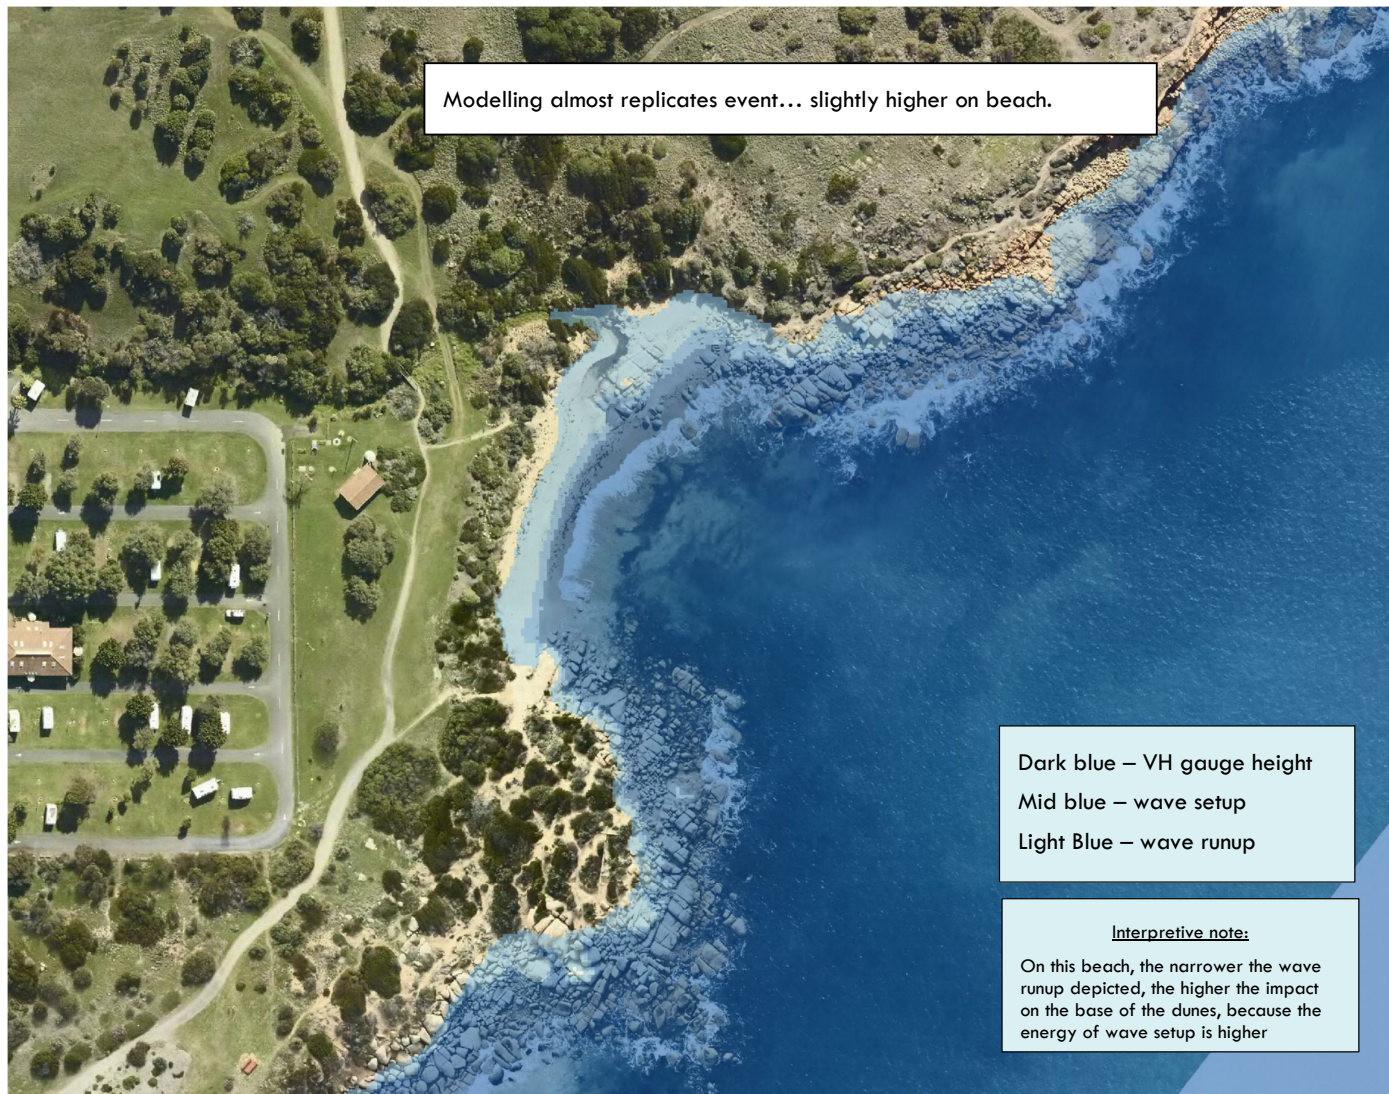 Modelling almost replicates event… slightly higher on beach.
Dark blue – VH gauge height
Mid blue – wave setup
Light Blue – wave runup
Interpretive note:
On this beach, the narrower the wave
runup depicted, the higher the impact
on the base of the dunes, because the
energy of wave setup is higher